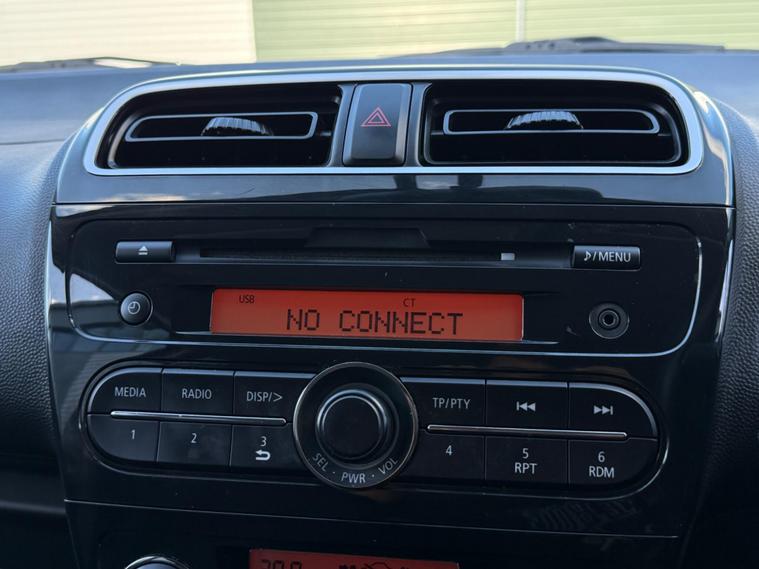 ♪/MENU
USB CT
NO CONNECT
MEDIA RADIO DISP/> TP/PTY
1 2 3 4 5 RPT 6 RDM
SEL · PWR · VOL